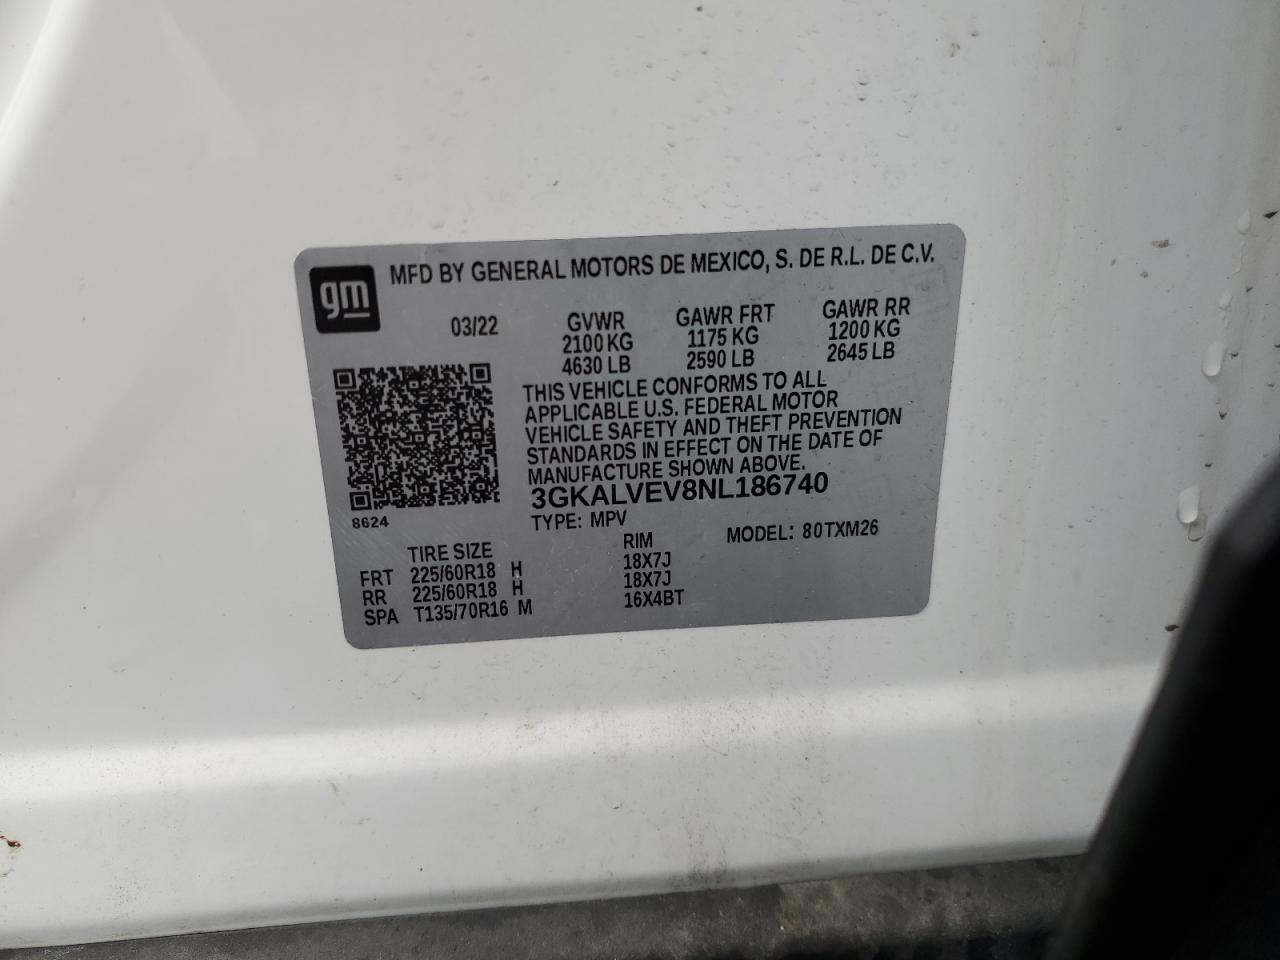 gm
MFD BY GENERAL MOTORS DE MEXICO, S. DE R.L. DE C.V.
03/22
GVWR GAWR FRT GAWR RR
2100 KG 1175 KG 1200 KG
4630 LB 2590 LB 2645 LB
THIS VEHICLE CONFORMS TO ALL
APPLICABLE U.S. FEDERAL MOTOR
VEHICLE SAFETY AND THEFT PREVENTION
STANDARDS IN EFFECT ON THE DATE OF
MANUFACTURE SHOWN ABOVE.
3GKALVEV8NL186740
8624
TYPE: MPV MODEL: 80TXM26
TIRE SIZE RIM
FRT 225/60R18 H 18X7J
RR 225/60R18 H 18X7J
SPA T135/70R16 M 16X4BT